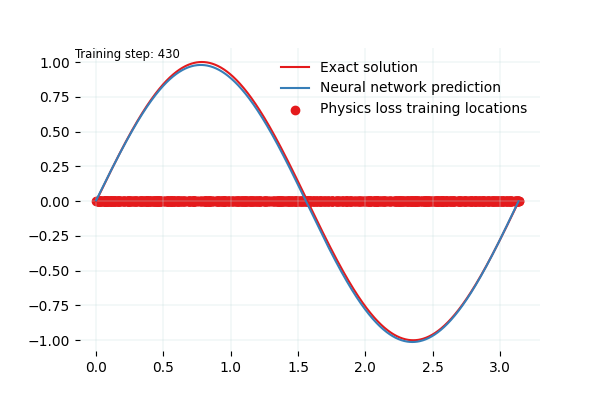 Training step: 430
Exact solution
Neural network prediction
Physics loss training locations
1.00
0.75
0.50
0.25
0.00
−0.25
−0.50
−0.75
−1.00
0.0 0.5 1.0 1.5 2.0 2.5 3.0